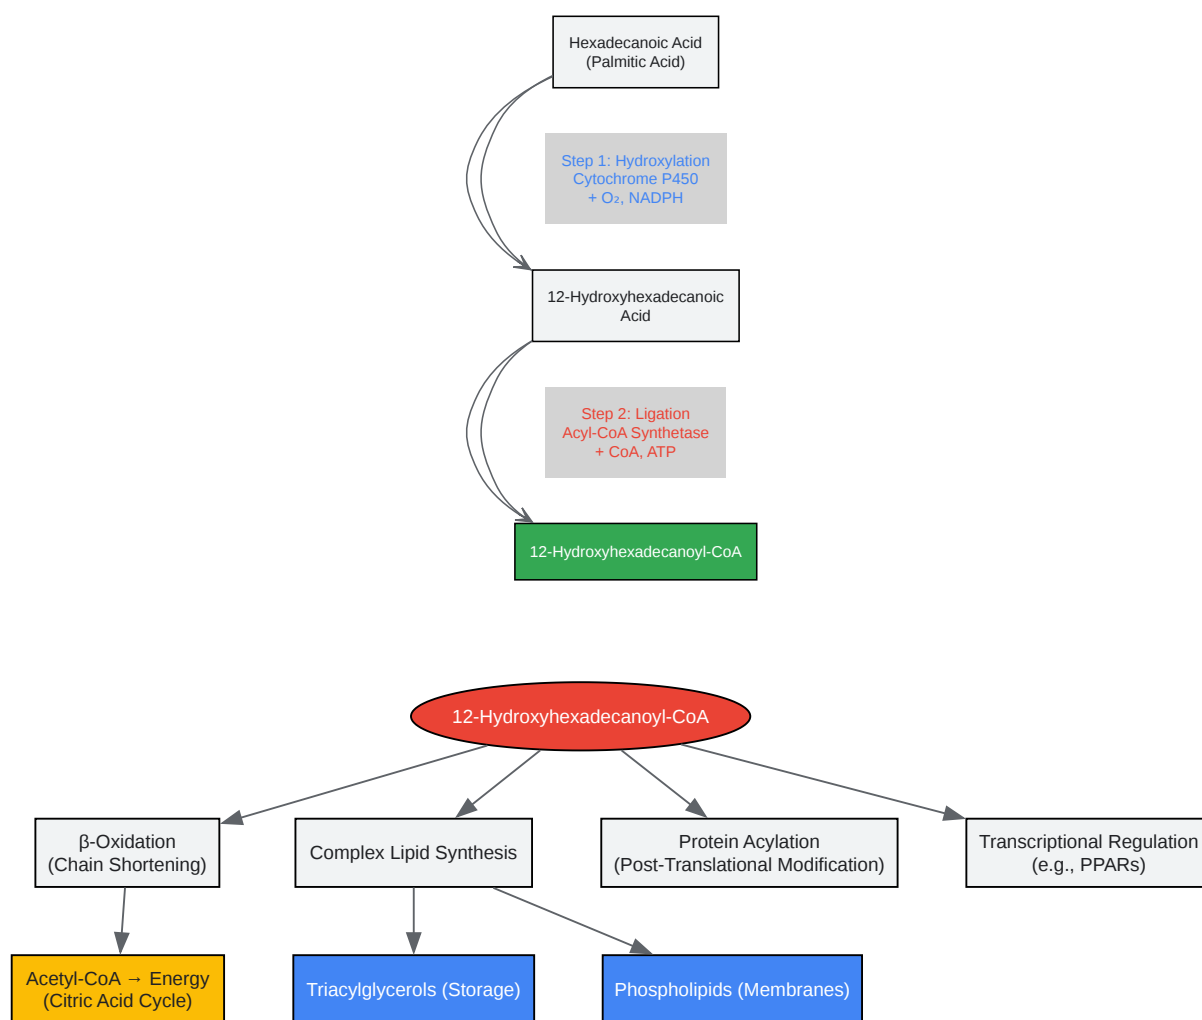 Hexadecanoic Acid
(Palmitic Acid)
Step 1: Hydroxylation
Cytochrome P450
+ O₂, NADPH
12-Hydroxyhexadecanoic
Acid
Step 2: Ligation
Acyl-CoA Synthetase
+ CoA, ATP
12-Hydroxyhexadecanoyl-CoA
12-Hydroxyhexadecanoyl-CoA
β-Oxidation
(Chain Shortening)
Complex Lipid Synthesis
Protein Acylation
(Post-Translational Modification)
Transcriptional Regulation
(e.g., PPARs)
Acetyl-CoA → Energy
(Citric Acid Cycle)
Triacylglycerols (Storage)
Phospholipids (Membranes)